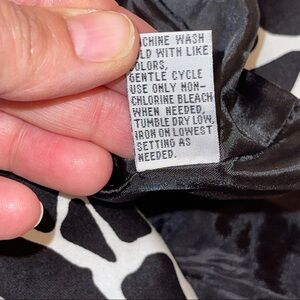 CHINE WASH
LD WITH LIKE
OLORS,
GENTLE CYCLE
USE ONLY NON-
CHLORINE BLEACH
WHEN NEEDED,
TUMBLE DRY LOW,
IRON ON LOWEST
SETTING AS
NEEDED.